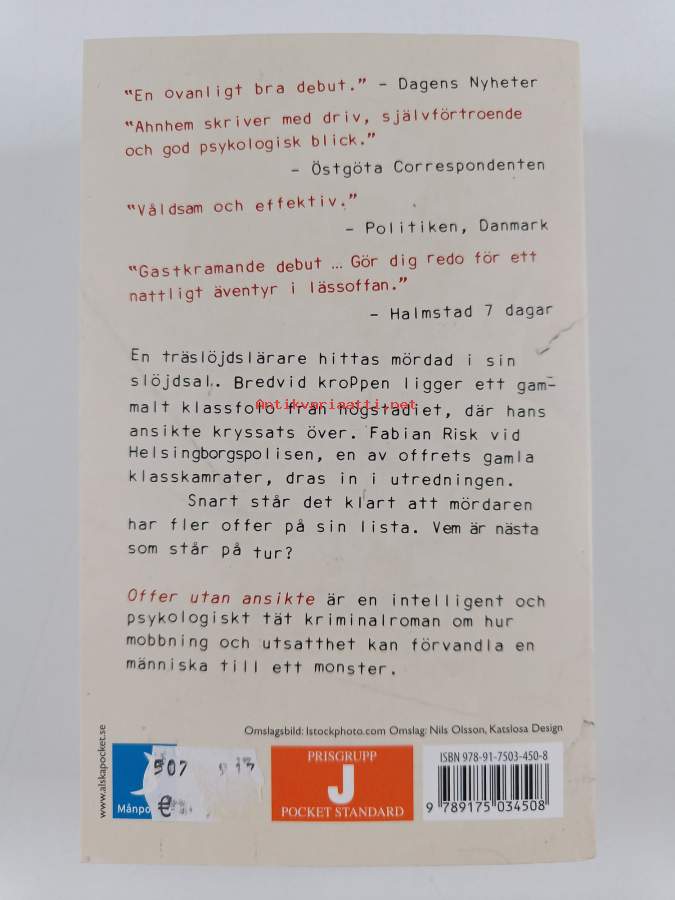 "En ovanligt bra debut." – Dagens Nyheter
"Ahnhem skriver med driv, självförtroende
och god psykologisk blick."
– Östgöta Correspondenten
"Våldsam och effektiv."
– Politiken, Danmark
"Gastkramande debut … Gör dig redo för ett
nattligt äventyr i lässoffan."
– Halmstad 7 dagar
En träslöjdslärare hittas mördad i sin
slöjdsal. Bredvid kroppen ligger ett gam-
malt klassfoto från högstadiet, där hans
Antikvariaatti.net
ansikte kryssats över. Fabian Risk vid
Helsingborgspolisen, en av offrets gamla
klasskamrater, dras in i utredningen.
Snart står det klart att mördaren
har fler offer på sin lista. Vem är nästa
som står på tur?
Offer utan ansikte är en intelligent och
psykologiskt tät kriminalroman om hur
mobbning och utsatthet kan förvandla en
människa till ett monster.
Omslagsbild: Istockphoto.com Omslag: Nils Olsson, Katslosa Design
www.alskapocket.se
Månpo
507
€
PRISGRUPP
J
POCKET STANDARD
ISBN 978-91-7503-450-8
9 789175 034508